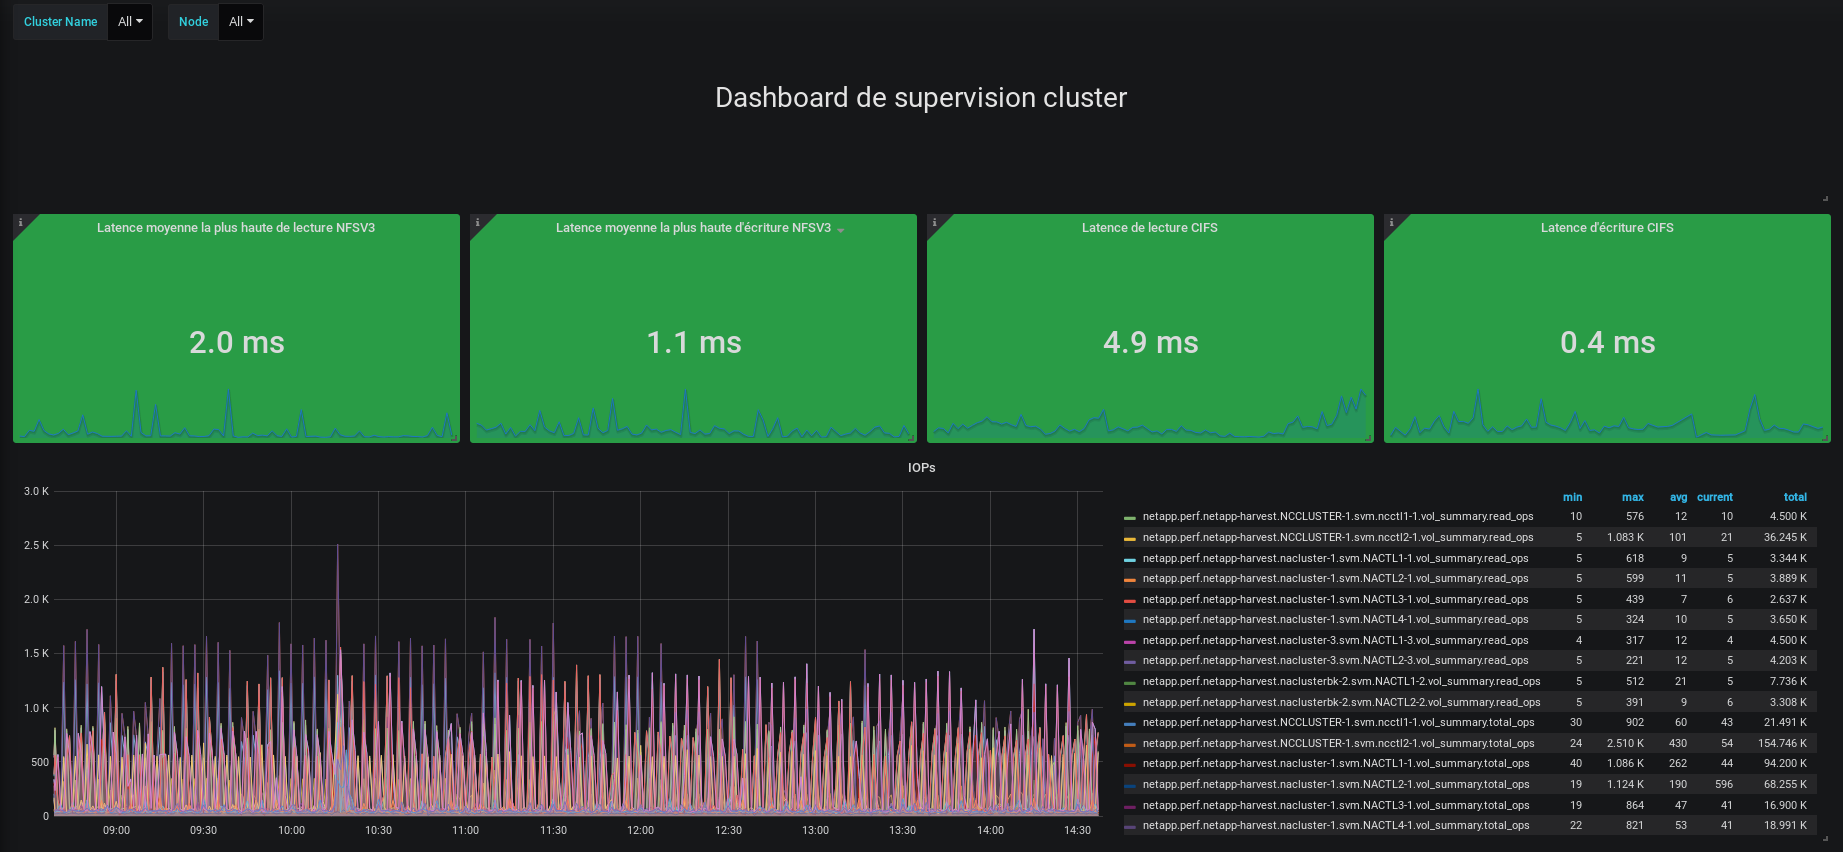 Cluster Name All Node All
Dashboard de supervision cluster
Latence moyenne la plus haute de lecture NFSV3
2.0 ms
Latence moyenne la plus haute d'écriture NFSV3
1.1 ms
Latence de lecture CIFS
4.9 ms
Latence d'écriture CIFS
0.4 ms
IOPs
3.0 K
2.5 K
2.0 K
1.5 K
1.0 K
500
0
09:00 09:30 10:00 10:30 11:00 11:30 12:00 12:30 13:00 13:30 14:00 14:30
min max avg current total
netapp.perf.netapp-harvest.NCCLUSTER-1.svm.ncctl1-1.vol_summary.read_ops 10 576 12 10 4.500 K
netapp.perf.netapp-harvest.NCCLUSTER-1.svm.ncctl2-1.vol_summary.read_ops 5 1.083 K 101 21 36.245 K
netapp.perf.netapp-harvest.nacluster-1.svm.NACTL1-1.vol_summary.read_ops 5 618 9 5 3.344 K
netapp.perf.netapp-harvest.nacluster-1.svm.NACTL2-1.vol_summary.read_ops 5 599 11 5 3.889 K
netapp.perf.netapp-harvest.nacluster-1.svm.NACTL3-1.vol_summary.read_ops 5 439 7 6 2.637 K
netapp.perf.netapp-harvest.nacluster-1.svm.NACTL4-1.vol_summary.read_ops 5 324 10 5 3.650 K
netapp.perf.netapp-harvest.nacluster-3.svm.NACTL1-3.vol_summary.read_ops 4 317 12 4 4.500 K
netapp.perf.netapp-harvest.nacluster-3.svm.NACTL2-3.vol_summary.read_ops 5 221 12 5 4.203 K
netapp.perf.netapp-harvest.naclusterbk-2.svm.NACTL1-2.vol_summary.read_ops 5 512 21 5 7.736 K
netapp.perf.netapp-harvest.naclusterbk-2.svm.NACTL2-2.vol_summary.read_ops 5 391 9 6 3.308 K
netapp.perf.netapp-harvest.NCCLUSTER-1.svm.ncctl1-1.vol_summary.total_ops 30 902 60 43 21.491 K
netapp.perf.netapp-harvest.NCCLUSTER-1.svm.ncctl2-1.vol_summary.total_ops 24 2.510 K 430 54 154.746 K
netapp.perf.netapp-harvest.nacluster-1.svm.NACTL1-1.vol_summary.total_ops 40 1.086 K 262 44 94.200 K
netapp.perf.netapp-harvest.nacluster-1.svm.NACTL2-1.vol_summary.total_ops 19 1.124 K 190 596 68.255 K
netapp.perf.netapp-harvest.nacluster-1.svm.NACTL3-1.vol_summary.total_ops 19 864 47 41 16.900 K
netapp.perf.netapp-harvest.nacluster-1.svm.NACTL4-1.vol_summary.total_ops 22 821 53 41 18.991 K